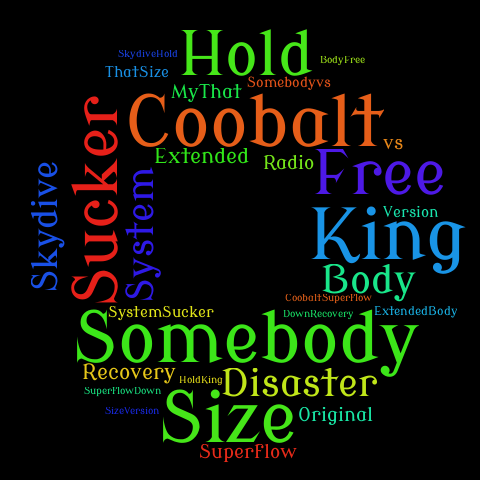 SkydiveHold
Hold
BodyFree
ThatSize
Somebodyvs
MyThat
Coobalt
vs
Extended
Radio
Free
Sucker
System
Skydive
Version
King
Body
CoobaltSuperFlow
SystemSucker
DownRecovery
ExtendedBody
Somebody
Recovery
HoldKing
Disaster
SuperFlowDown
SizeVersion
Size
Original
SuperFlow